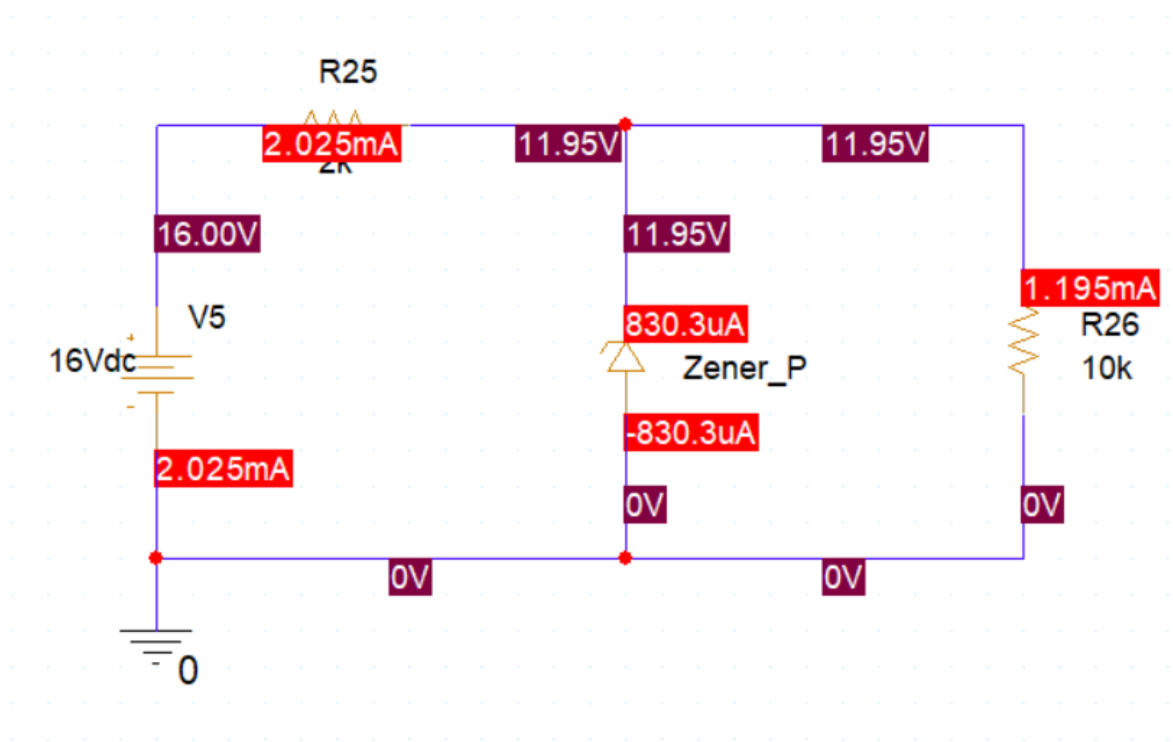 R25
2.025mA
2k
11.95V
11.95V
16.00V
11.95V
V5
16Vdc
+
-
830.3uA
Zener_P
-830.3uA
1.195mA
R26
10k
2.025mA
0V
0V
0V
0V
0